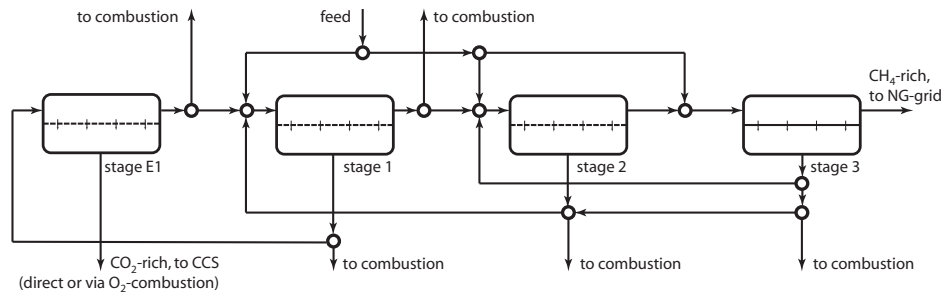 to combustion
feed
to combustion
CH₄-rich,
to NG-grid
stage E1
stage 1
stage 2
stage 3
CO₂-rich, to CCS
(direct or via O₂-combustion)
to combustion
to combustion
to combustion